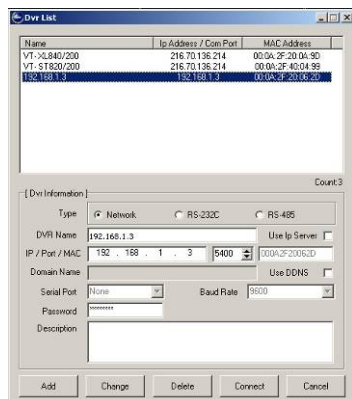 Dvr List
Name Ip Address / Com Port MAC Address
VT-XL840/200 216.70.136.214 00:0A:2F:20:0A:9D
VT-ST820/200 216.70.136.214 00:0A:2F:40:04:99
192.168.1.3 192.168.1.3 00:0A:2F:20:06:2D
Count:3
[ Dvr Information ]
Type Network RS-232C RS-485
DVR Name 192.168.1.3 Use Ip Server
IP / Port / MAC 192 . 168 . 1 . 3 5400 000A2F20062D
Domain Name Use DDNS
Serial Port None Baud Rate 9600
Password ********
Description
Add Change Delete Connect Cancel